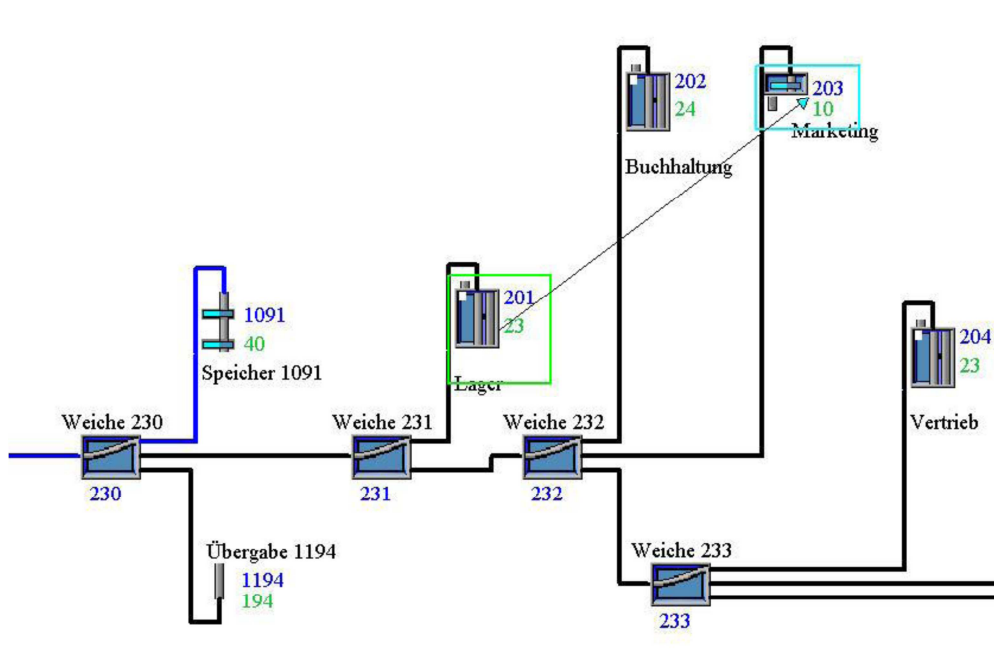 202
24
Buchhaltung
203
10
Marketing
201
23
Lager
1091
40
Speicher 1091
204
23
Vertrieb
Weiche 230
230
Weiche 231
231
Weiche 232
232
Übergabe 1194
1194
194
Weiche 233
233